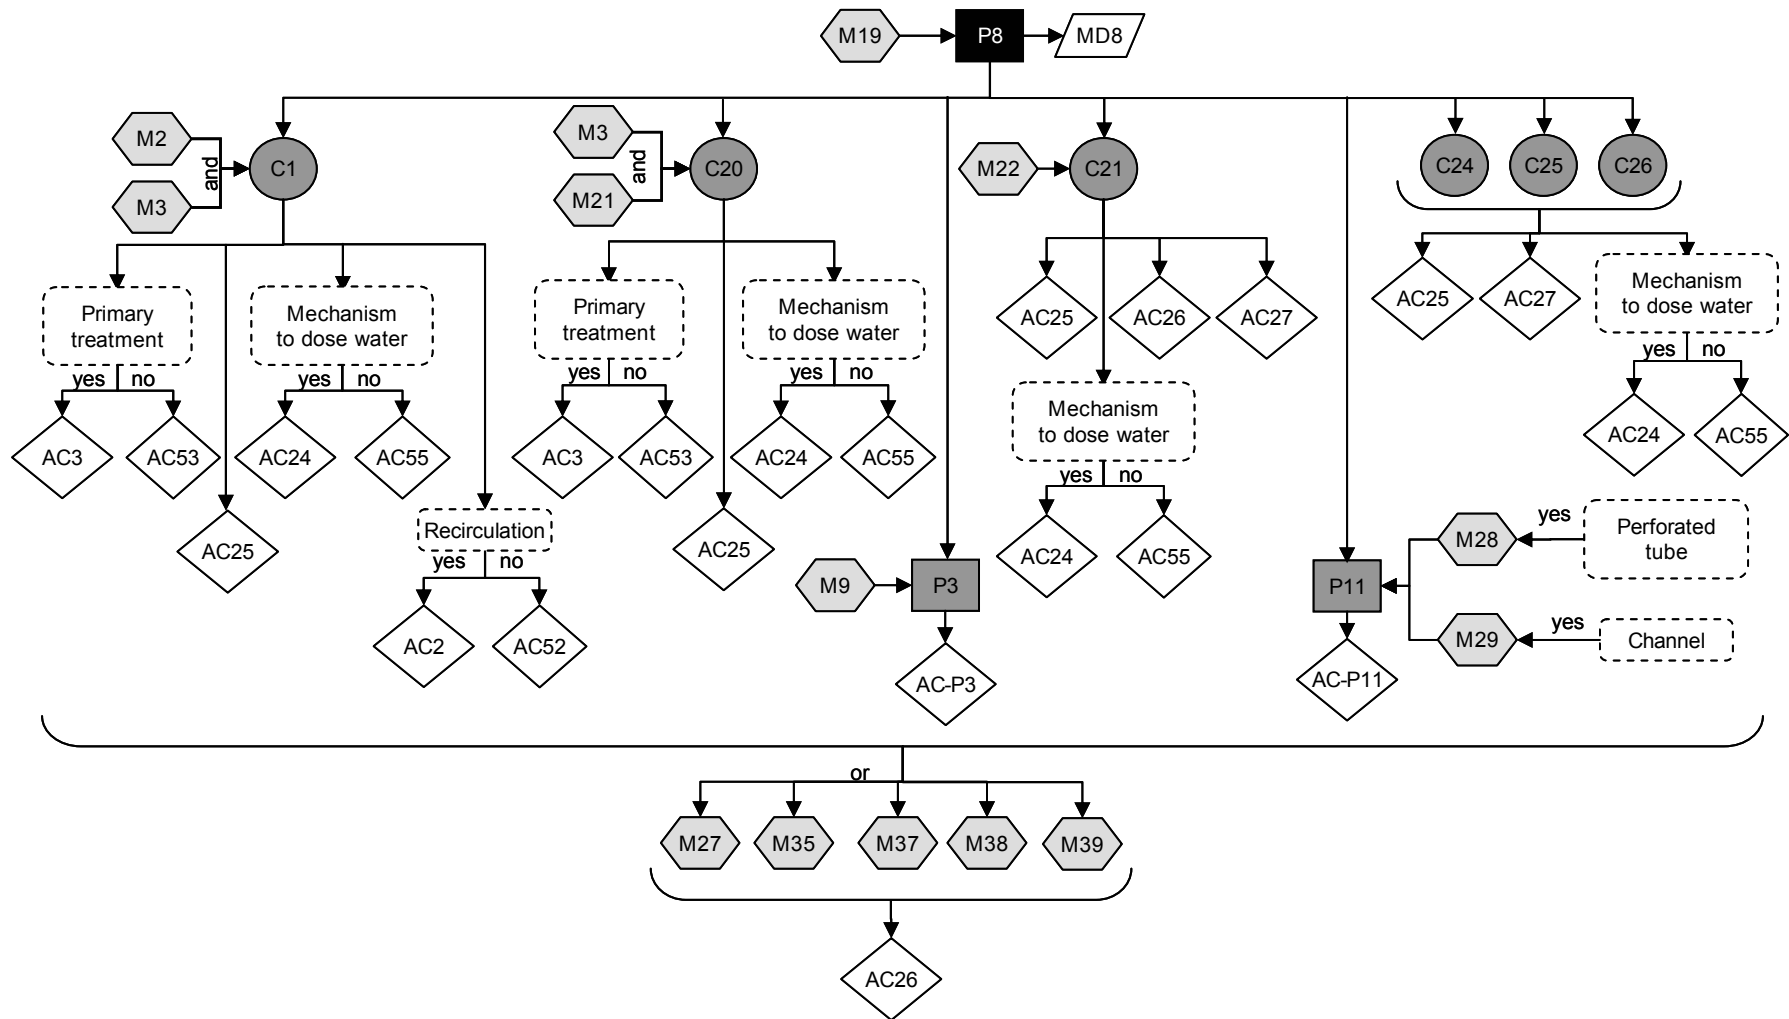 M19
P8
MD8
M2
and
M3
C1
M3
and
M21
C20
M22
C21
C24
C25
C26
Primary
treatment
yes
no
AC3
AC53
AC25
Mechanism
to dose water
yes
no
AC24
AC55
Recirculation
yes
no
AC2
AC52
Primary
treatment
yes
no
AC3
AC53
AC25
Mechanism
to dose water
yes
no
AC24
AC55
M9
P3
AC-P3
AC25
AC26
AC27
Mechanism
to dose water
yes
no
AC24
AC55
P11
AC-P11
M28
yes
Perforated
tube
M29
yes
Channel
AC25
AC27
Mechanism
to dose water
yes
no
AC24
AC55
or
M27
M35
M37
M38
M39
AC26